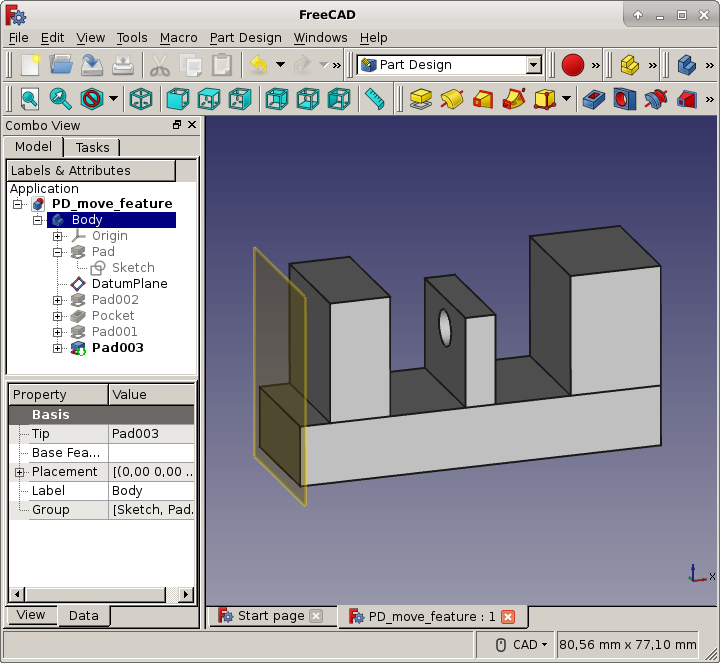 FreeCAD
File Edit View Tools Macro Part Design Windows Help
Part Design
Combo View
Model Tasks
Labels & Attributes
Application
PD_move_feature
Body
Origin
Pad
Sketch
DatumPlane
Pad002
Pocket
Pad001
Pad003
Property Value
Basis
Tip Pad003
Base Fea...
Placement [(0,00 0,00 ...
Label Body
Group [Sketch, Pad.
View Data
X
Start page PD_move_feature : 1
CAD 80,56 mm x 77,10 mm